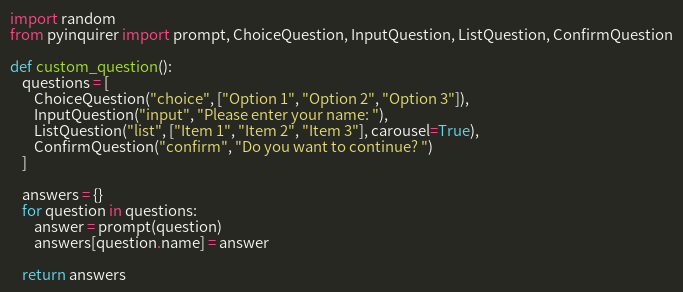 import random
from pyinquirer import prompt, ChoiceQuestion, InputQuestion, ListQuestion, ConfirmQuestion

def custom_question():
    questions = [
        ChoiceQuestion("choice", ["Option 1", "Option 2", "Option 3"]),
        InputQuestion("input", "Please enter your name: "),
        ListQuestion("list", ["Item 1", "Item 2", "Item 3"], carousel=True),
        ConfirmQuestion("confirm", "Do you want to continue? ")
    ]

    answers = {}
    for question in questions:
        answer = prompt(question)
        answers[question.name] = answer

    return answers